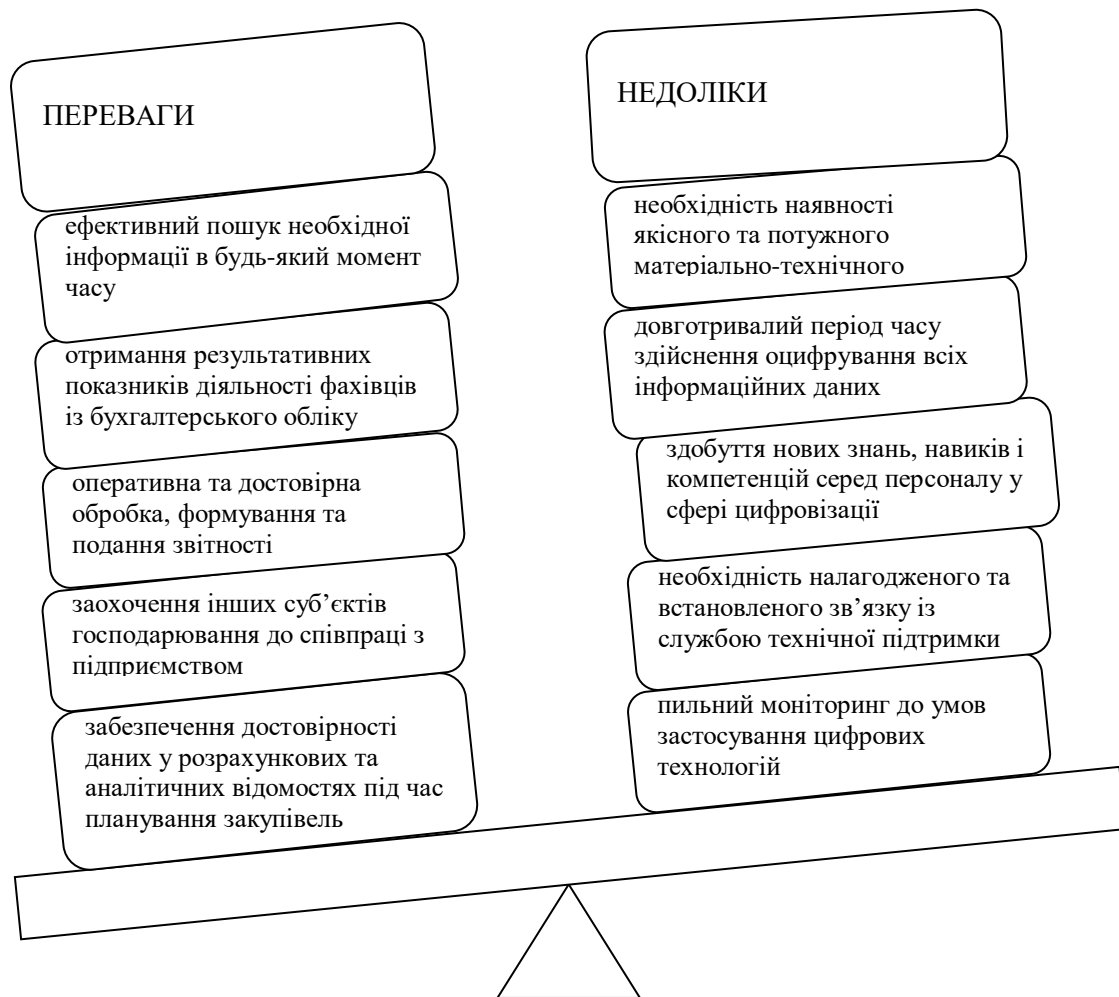 ПЕРЕВАГИ
ефективний пошук необхідної
інформації в будь-який момент
часу
отримання результативних
показників діяльності фахівців
із бухгалтерського обліку
оперативна та достовірна
обробка, формування та
подання звітності
заохочення інших суб’єктів
господарювання до співпраці з
підприємством
забезпечення достовірності
даних у розрахункових та
аналітичних відомостях під час
планування закупівель
НЕДОЛІКИ
необхідність наявності
якісного та потужного
матеріально-технічного
довготривалий період часу
здійснення оцифрування всіх
інформаційних даних
здобуття нових знань, навиків і
компетенцій серед персоналу у
сфері цифровізації
необхідність налагодженого та
встановленого зв’язку із
службою технічної підтримки
пильний моніторинг до умов
застосування цифрових
технологій